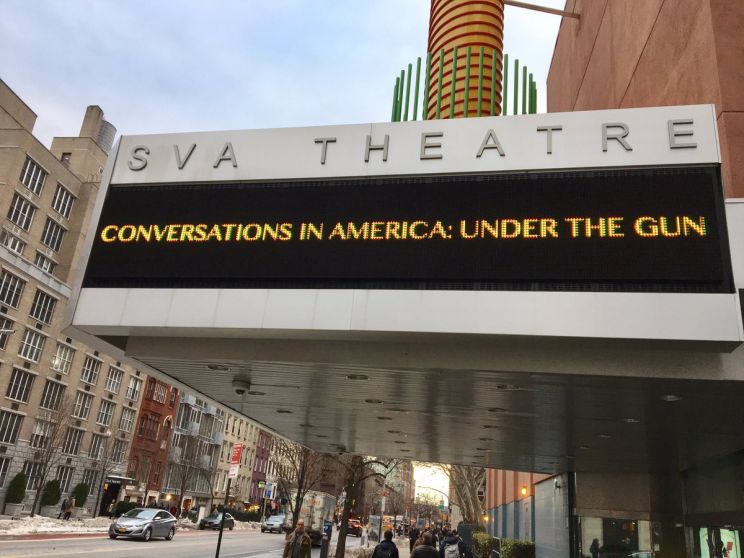 SVA THEATRE
CONVERSATIONS IN AMERICA: UNDER THE GUN